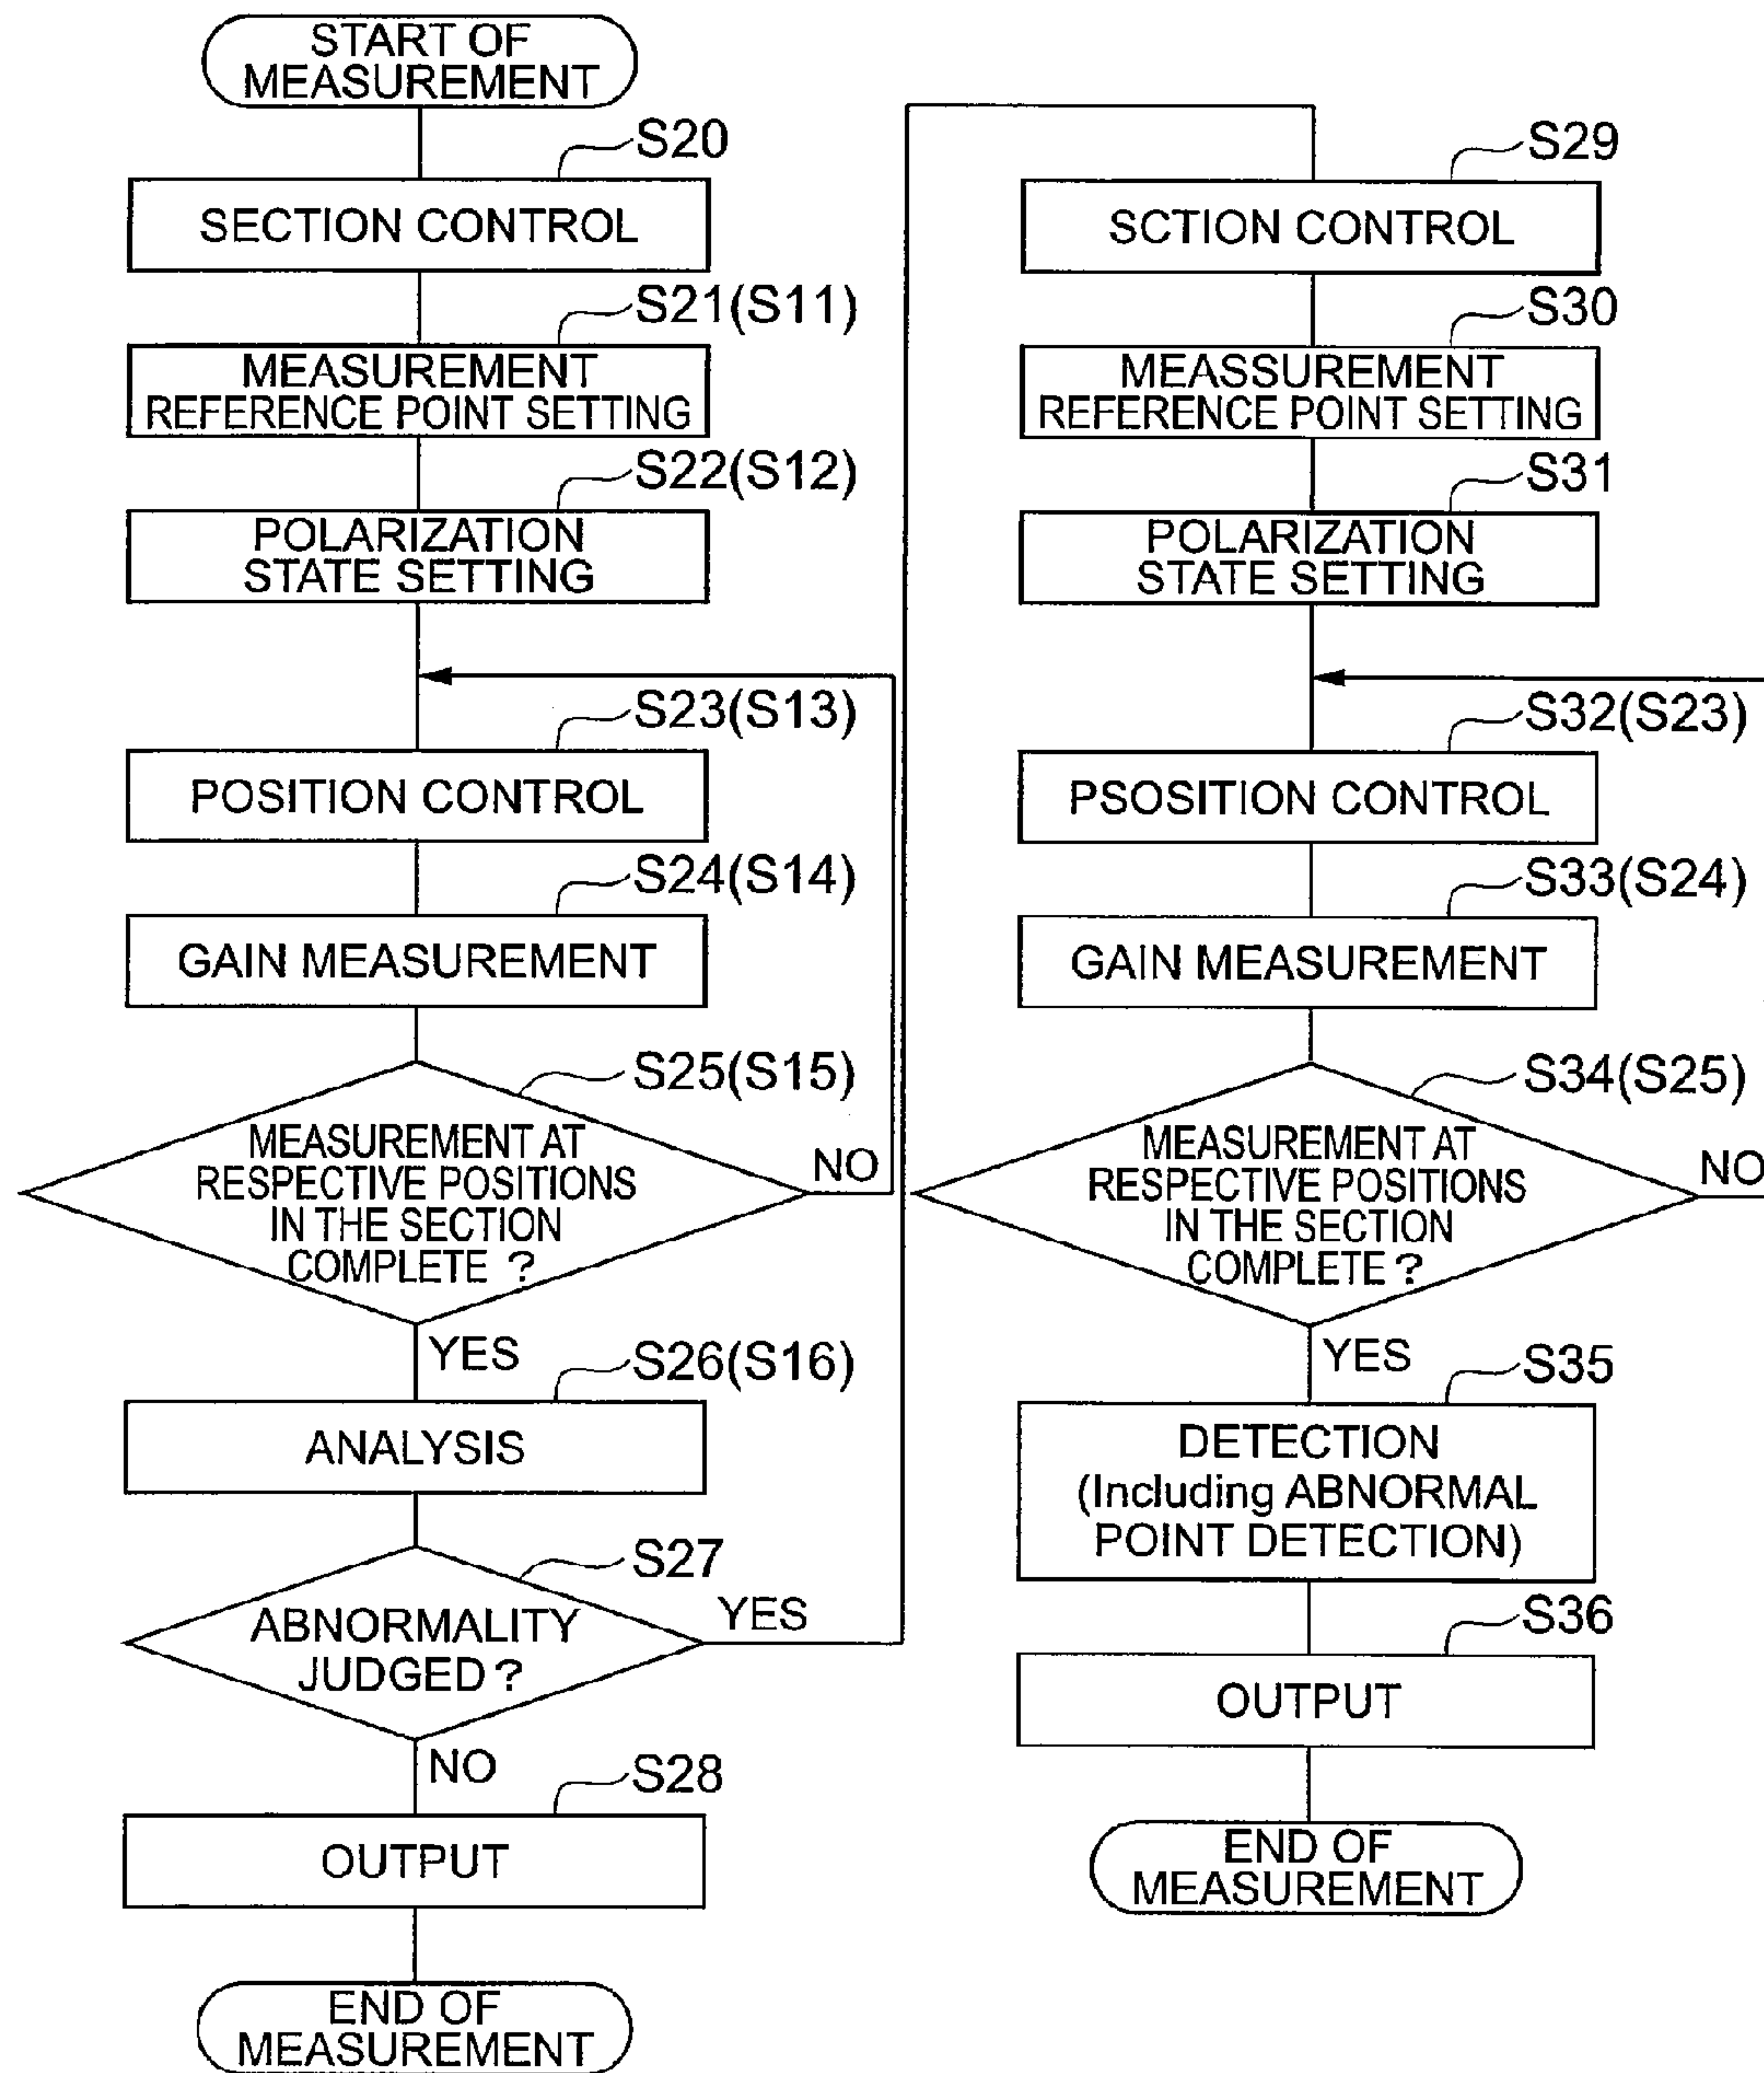 START OF
MEASUREMENT
S20
SECTION CONTROL
S21(S11)
MEASUREMENT
REFERENCE POINT SETTING
S22(S12)
POLARIZATION
STATE SETTING
S23(S13)
POSITION CONTROL
S24(S14)
GAIN MEASUREMENT
S25(S15)
MEASUREMENT AT
RESPECTIVE POSITIONS
IN THE SECTION
COMPLETE ?
NO
YES
S26(S16)
ANALYSIS
S27
ABNORMALITY
JUDGED ?
YES
NO
S28
OUTPUT
END OF
MEASUREMENT
S29
SCTION CONTROL
S30
MEASSUREMENT
REFERENCE POINT SETTING
S31
POLARIZATION
STATE SETTING
S32(S23)
PSOSITION CONTROL
S33(S24)
GAIN MEASUREMENT
S34(S25)
MEASUREMENT AT
RESPECTIVE POSITIONS
IN THE SECTION
COMPLETE ?
NO
YES
S35
DETECTION
(Including ABNORMAL
POINT DETECTION)
S36
OUTPUT
END OF
MEASUREMENT